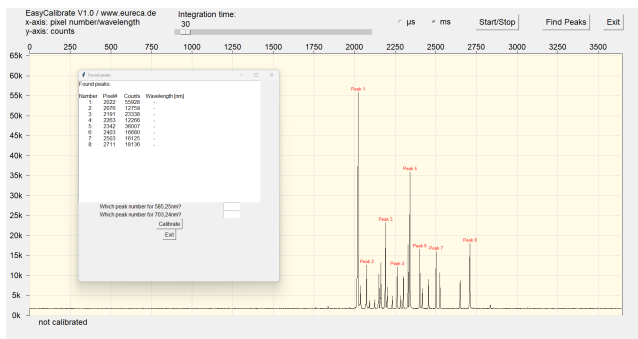 EasyCalibrate V1.0 / www.eureca.de
x-axis: pixel number/wavelength
y-axis: counts
Integration time:
30
µs
ms
Start/Stop
Find Peaks
Exit
0 250 500 750 1000 1250 1500 1750 2000 2250 2500 2750 3000 3250 3500
65k
60k
55k
50k
45k
40k
35k
30k
25k
20k
15k
10k
5k
0k
Found peaks
Found peaks:
Number Pixel# Counts Wavelength [nm]
1: 2022 55928 -
2: 2076 12759 -
3: 2191 23338 -
4: 2263 12266 -
5: 2342 36007 -
6: 2403 16680 -
7: 2503 16125 -
8: 2711 18136 -
Which peak number for 585,25nm?
Which peak number for 703,24nm?
Calibrate
Exit
Peak 1
Peak 5
Peak 3
Peak 8
Peak 6
Peak 7
Peak 2
Peak 4
not calibrated